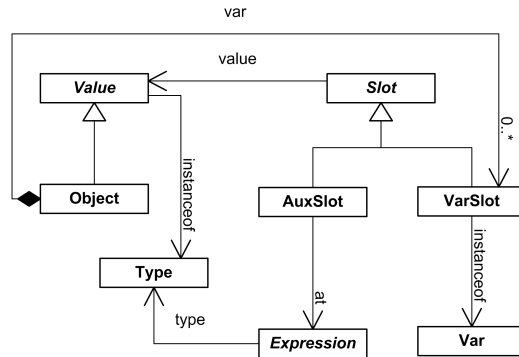 var
value
Value
Slot
0..*
instanceof
Object
AuxSlot
VarSlot
Type
instanceof
at
type
Expression
Var